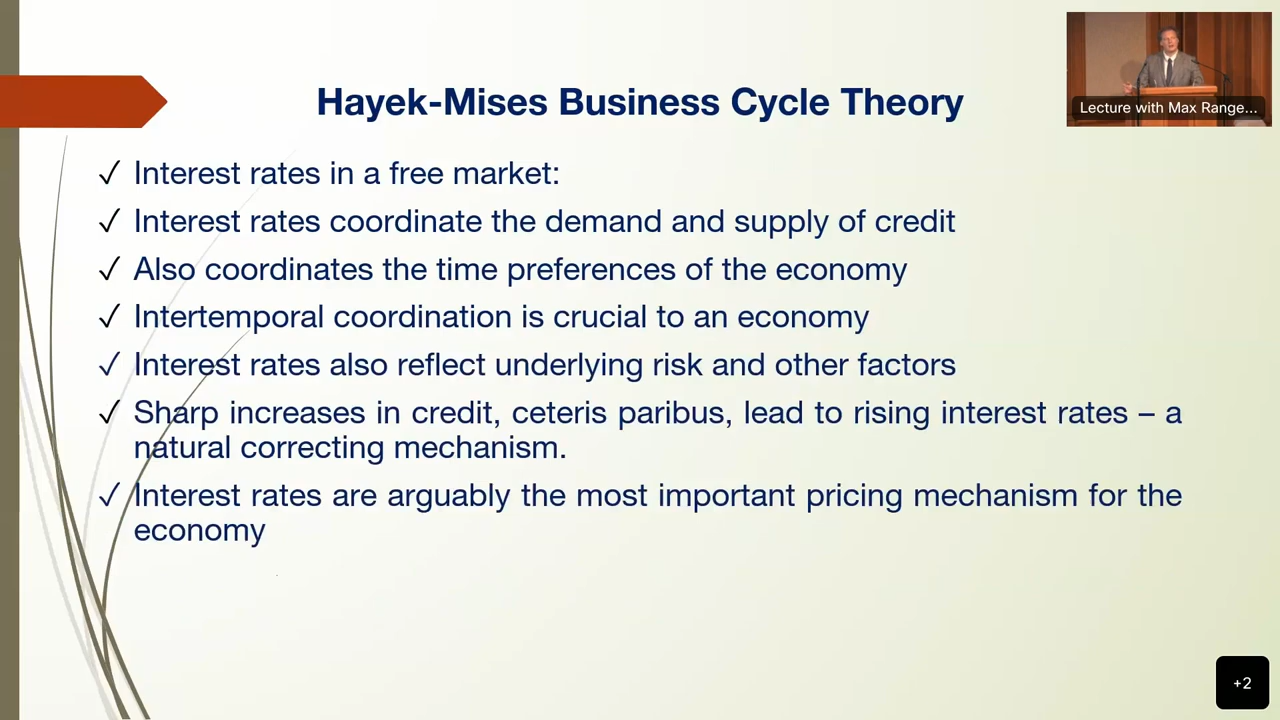 Hayek-Mises Business Cycle Theory
Lecture with Max Range...
✓ Interest rates in a free market:
✓ Interest rates coordinate the demand and supply of credit
✓ Also coordinates the time preferences of the economy
✓ Intertemporal coordination is crucial to an economy
✓ Interest rates also reflect underlying risk and other factors
✓ Sharp increases in credit, ceteris paribus, lead to rising interest rates – a
natural correcting mechanism.
✓ Interest rates are arguably the most important pricing mechanism for the
economy
+2